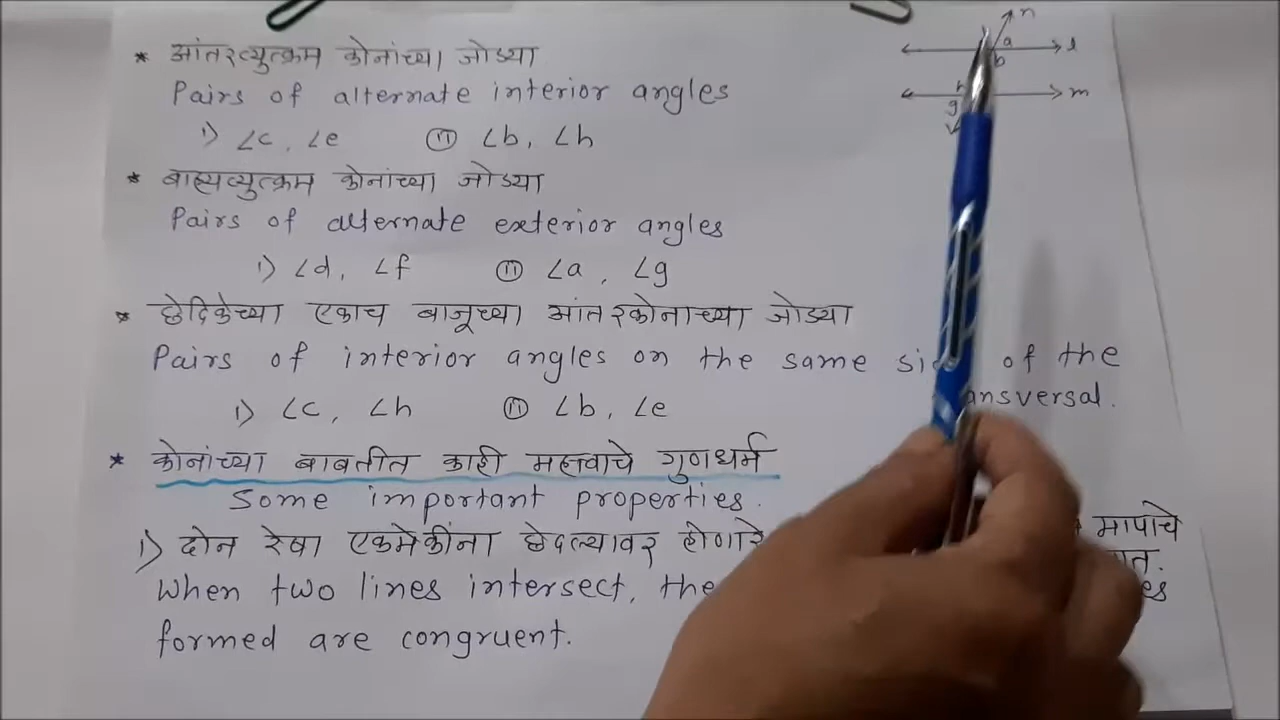 * आंतरव्युत्क्रम कोनांच्या जोड्या
Pairs of alternate interior angles
i) ∠c, ∠e (ii) ∠b, ∠h
* बाह्यव्युत्क्रम कोनांच्या जोड्या
Pairs of alternate exterior angles
i) ∠d, ∠f (ii) ∠a, ∠g
* छेदिकेच्या एकाच बाजूच्या आंतरकोनाच्या जोड्या
Pairs of interior angles on the same of the
i) ∠c, ∠h (ii) ∠b, ∠e
* कोनांच्या बाबतीत काही महत्त्वाचे गुणधर्म
Some important properties.
1) दोन रेषा एकमेकींना छेदल्यावर होणारे मापाचे
When two lines intersect, the
formed are congruent.
n
a l
b
h m
g